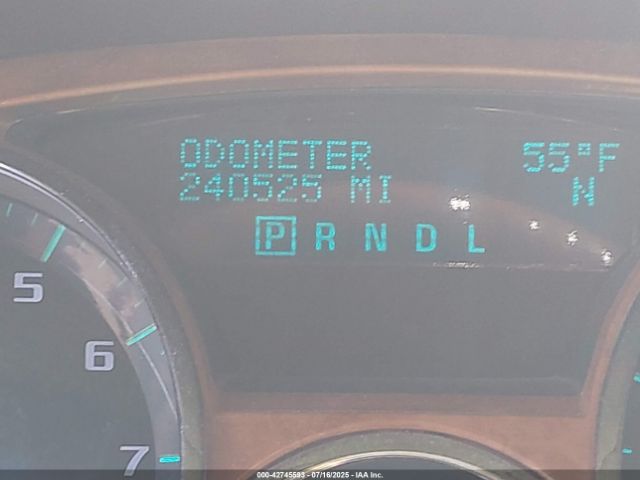 ODOMETER 55°F
240525 MI N
P R N D L
5
6
7
000-42745593 - 07/16/2025 - IAA Inc.